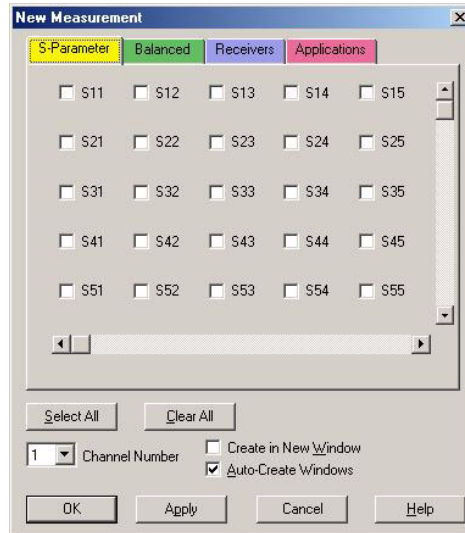 New Measurement
S-Parameter Balanced Receivers Applications
S11 S12 S13 S14 S15
S21 S22 S23 S24 S25
S31 S32 S33 S34 S35
S41 S42 S43 S44 S45
S51 S52 S53 S54 S55
Select All Clear All
1 Channel Number
Create in New Window
Auto-Create Windows
OK Apply Cancel Help